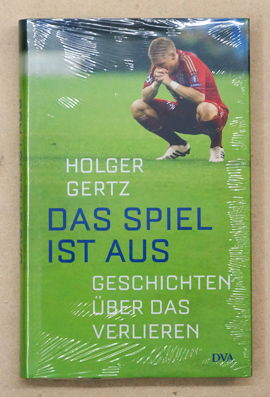 HOLGER
GERTZ
DAS SPIEL
IST AUS
GESCHICHTEN
ÜBER DAS
VERLIEREN
DVA